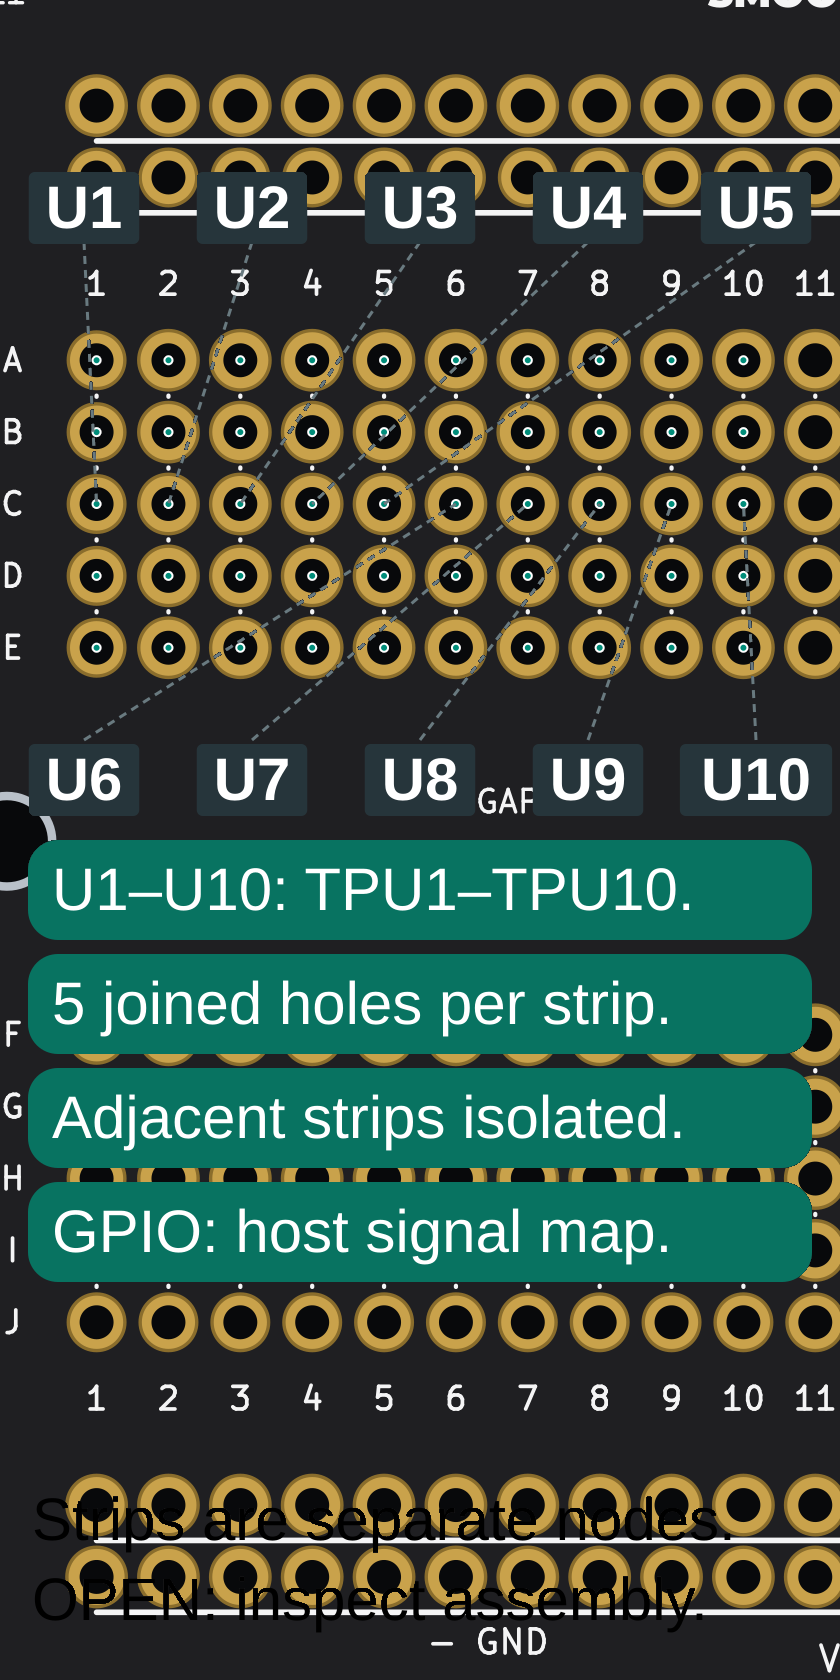 U1 U2 U3 U4 U5
1 2 3 4 5 6 7 8 9 10 11
A
B
C
D
E
U6 U7 U8 U9 U10
U1–U10: TPU1–TPU10.
5 joined holes per strip.
F
Adjacent strips isolated.
G
H
GPIO: host signal map.
I
J
1 2 3 4 5 6 7 8 9 10 11
Strips are separate nodes.
OPEN: inspect assembly.
– GND